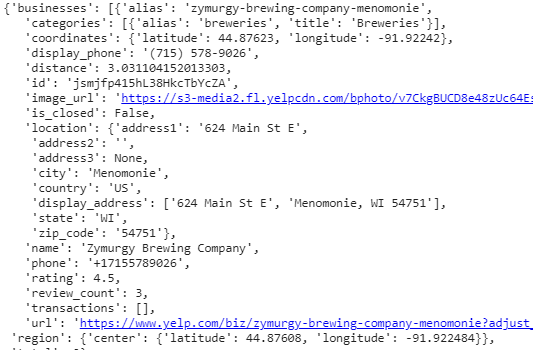 {'businesses': [{'alias': 'zymurgy-brewing-company-menomonie',
'categories': [{'alias': 'breweries', 'title': 'Breweries'}],
'coordinates': {'latitude': 44.87623, 'longitude': -91.92242},
'display_phone': '(715) 578-9026',
'distance': 3.031104152013303,
'id': 'jsmjfp415hL38HkcTbYcZA',
'image_url': 'https://s3-media2.fl.yelpcdn.com/bphoto/v7CkgBUCD8e48zUc64Es
'is_closed': False,
'location': {'address1': '624 Main St E',
'address2': '',
'address3': None,
'city': 'Menomonie',
'country': 'US',
'display_address': ['624 Main St E', 'Menomonie, WI 54751'],
'state': 'WI',
'zip_code': '54751'},
'name': 'Zymurgy Brewing Company',
'phone': '+17155789026',
'rating': 4.5,
'review_count': 3,
'transactions': [],
'url': 'https://www.yelp.com/biz/zymurgy-brewing-company-menomonie?adjust_
'region': {'center': {'latitude': 44.87608, 'longitude': -91.922484}},